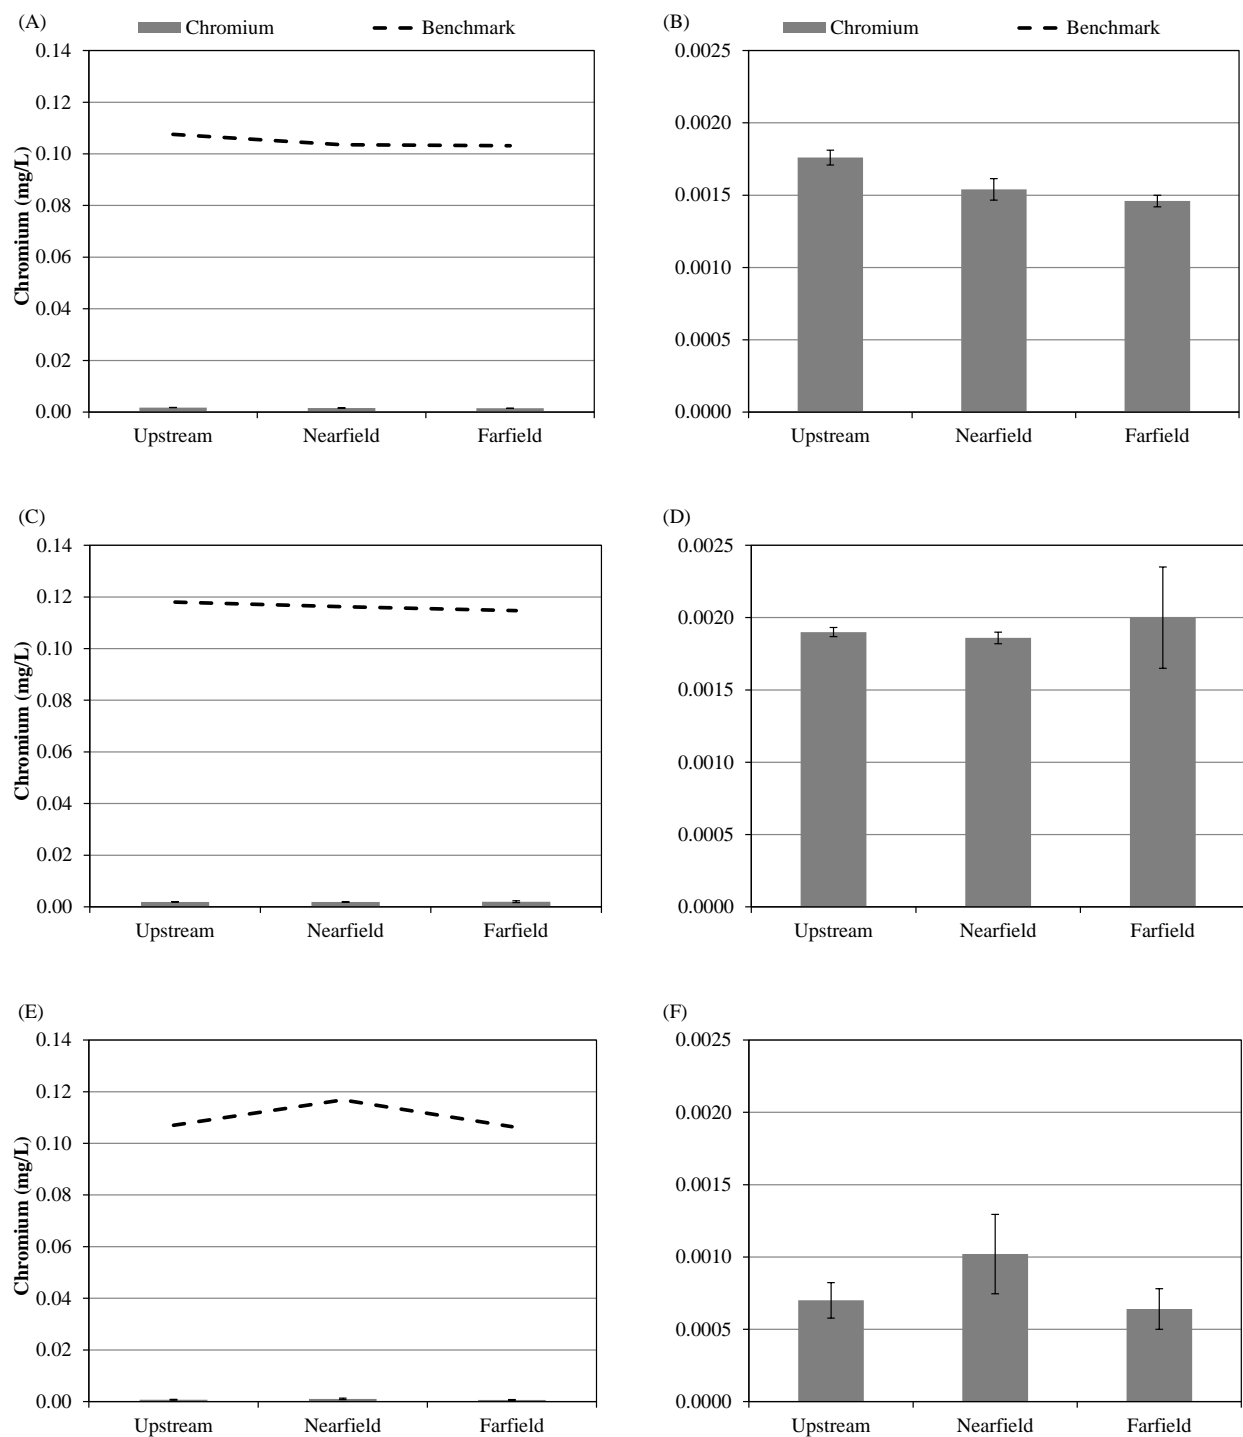 (A)
Chromium
Benchmark
0.14
0.12
0.10
0.08
0.06
0.04
0.02
0.00
Chromium (mg/L)
Upstream
Nearfield
Farfield
(B)
Chromium
Benchmark
0.0025
0.0020
0.0015
0.0010
0.0005
0.0000
Upstream
Nearfield
Farfield
(C)
0.14
0.12
0.10
0.08
0.06
0.04
0.02
0.00
Chromium (mg/L)
Upstream
Nearfield
Farfield
(D)
0.0025
0.0020
0.0015
0.0010
0.0005
0.0000
Upstream
Nearfield
Farfield
(E)
0.14
0.12
0.10
0.08
0.06
0.04
0.02
0.00
Chromium (mg/L)
Upstream
Nearfield
Farfield
(F)
0.0025
0.0020
0.0015
0.0010
0.0005
0.0000
Upstream
Nearfield
Farfield